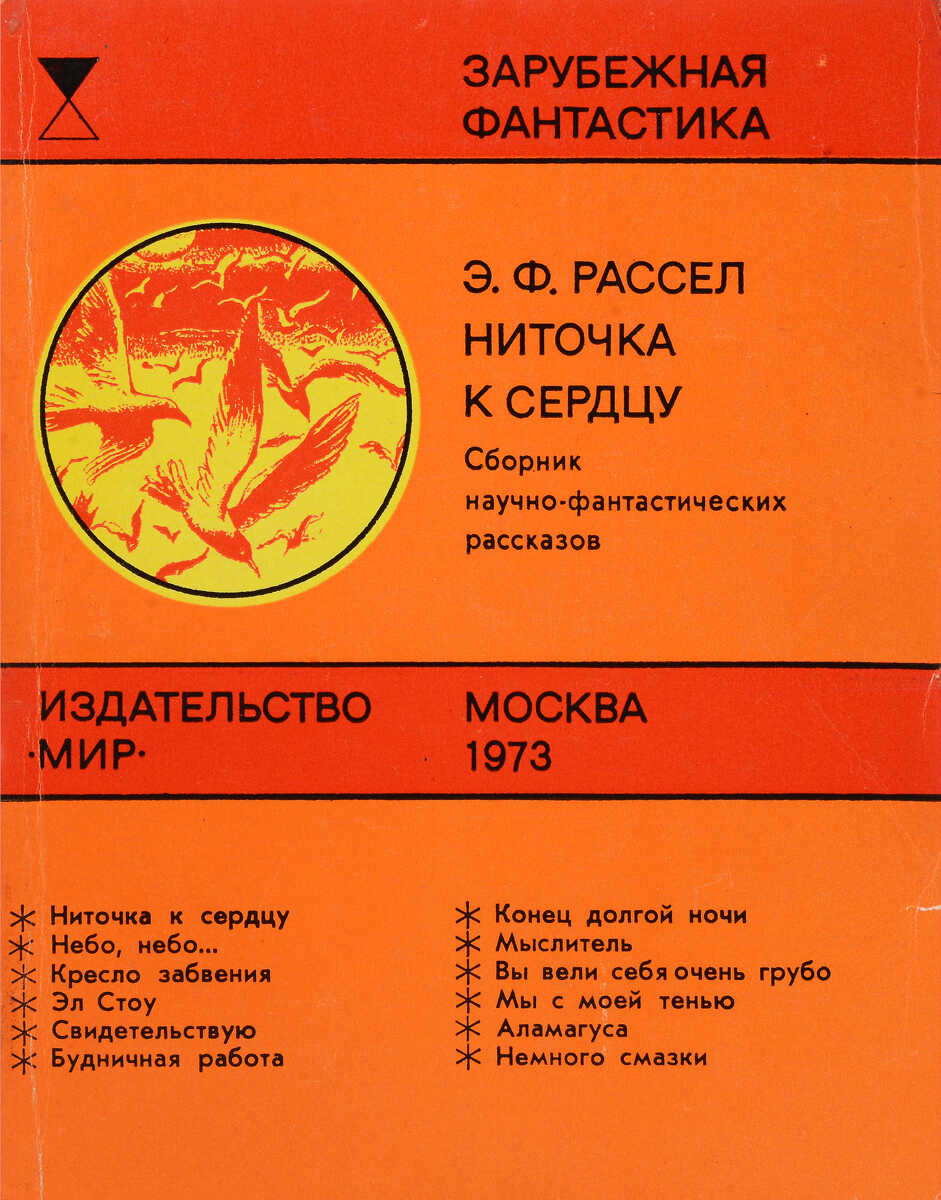 ЗАРУБЕЖНАЯ
ФАНТАСТИКА
Э. Ф. РАССЕЛ
НИТОЧКА
К СЕРДЦУ
Сборник
научно-фантастических
рассказов
ИЗДАТЕЛЬСТВО
·МИР·
МОСКВА
1973
* Ниточка к сердцу
* Небо, небо...
* Кресло забвения
* Эл Стоу
* Свидетельствую
* Будничная работа
* Конец долгой ночи
* Мыслитель
* Вы вели себя очень грубо
* Мы с моей тенью
* Аламагуса
* Немного смазки